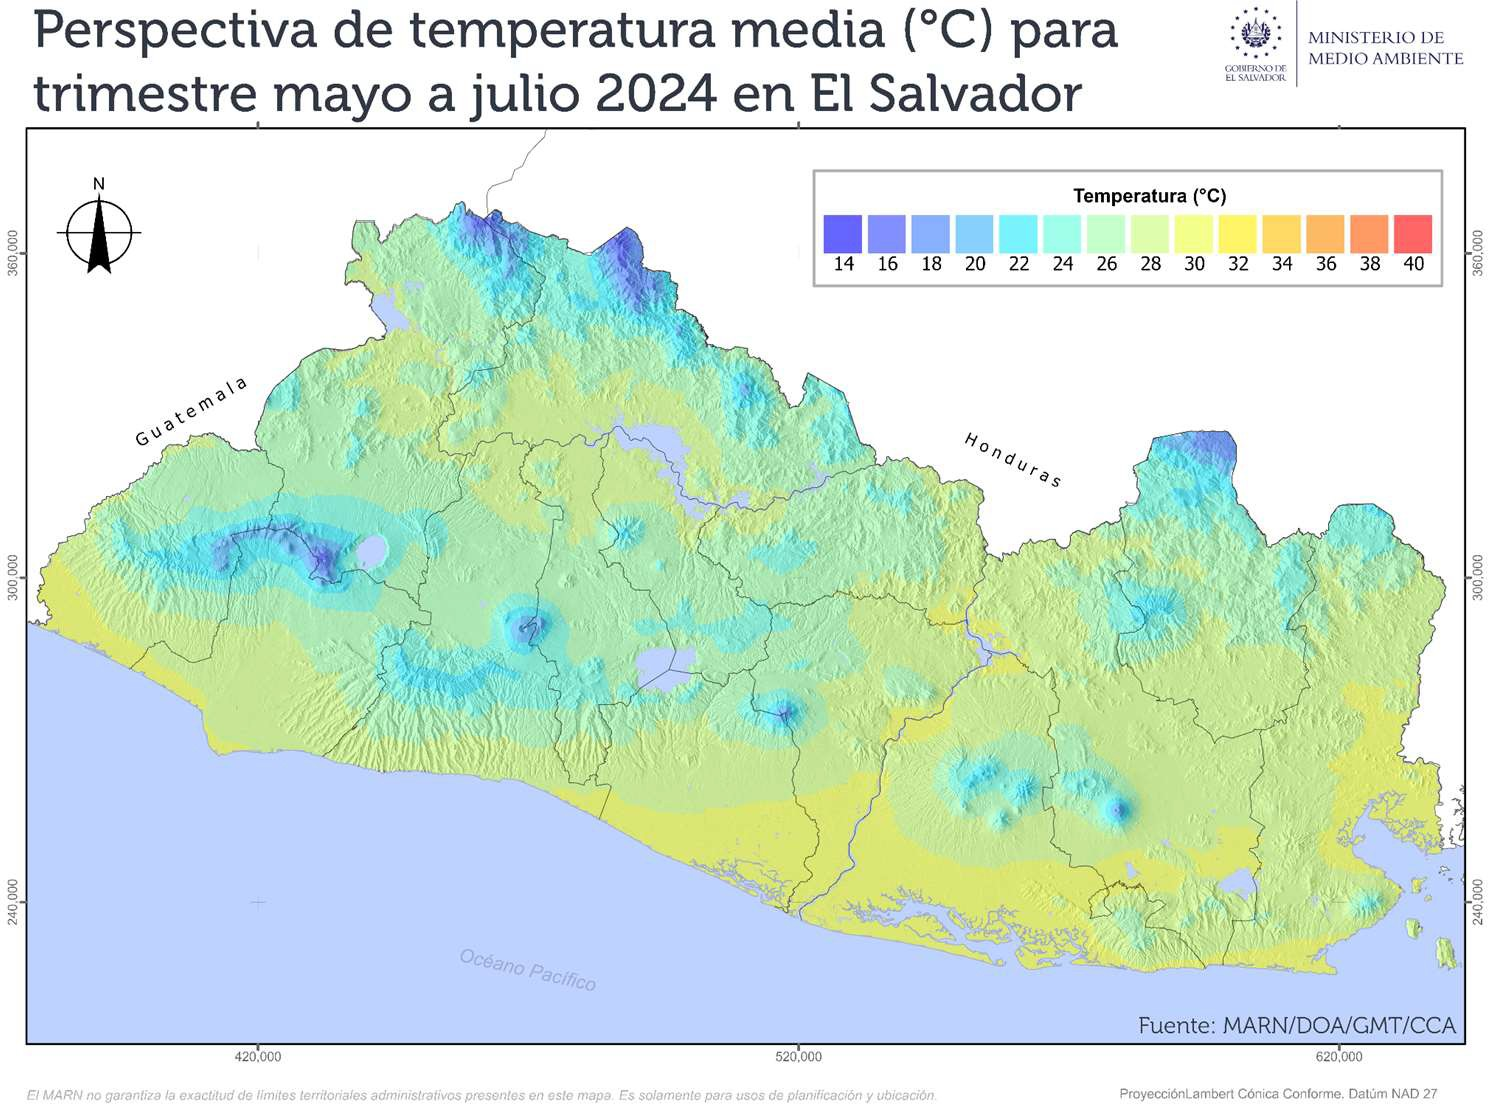 Perspectiva de temperatura media (°C) para
trimestre mayo a julio 2024 en El Salvador
GOBIERNO DE
EL SALVADOR
MINISTERIO DE
MEDIO AMBIENTE
N
Temperatura (°C)
14 16 18 20 22 24 26 28 30 32 34 36 38 40
360,000
360,000
Guatemala
Honduras
300,000
300,000
240,000
240,000
Océano Pacífico
Fuente: MARN/DOA/GMT/CCA
420,000 520,000 620,000
El MARN no garantiza la exactitud de límites territoriales administrativos presentes en este mapa. Es solamente para usos de planificación y ubicación.
ProyecciónLambert Cónica Conforme. Datúm NAD 27